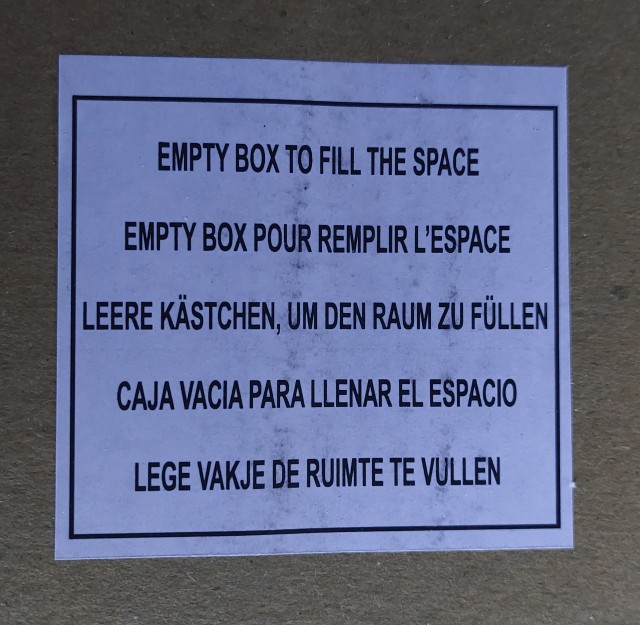 EMPTY BOX TO FILL THE SPACE
EMPTY BOX POUR REMPLIR L'ESPACE
LEERE KÄSTCHEN, UM DEN RAUM ZU FÜLLEN
CAJA VACIA PARA LLENAR EL ESPACIO
LEGE VAKJE DE RUIMTE TE VULLEN